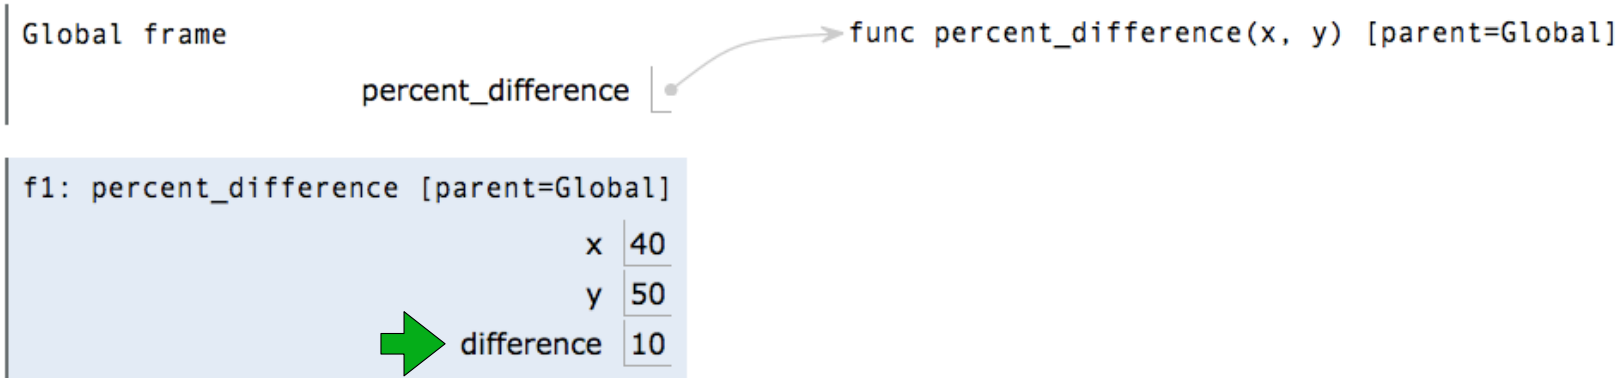 Global frame
func percent_difference(x, y) [parent=Global]
percent_difference
f1: percent_difference [parent=Global]
x 40
y 50
difference 10